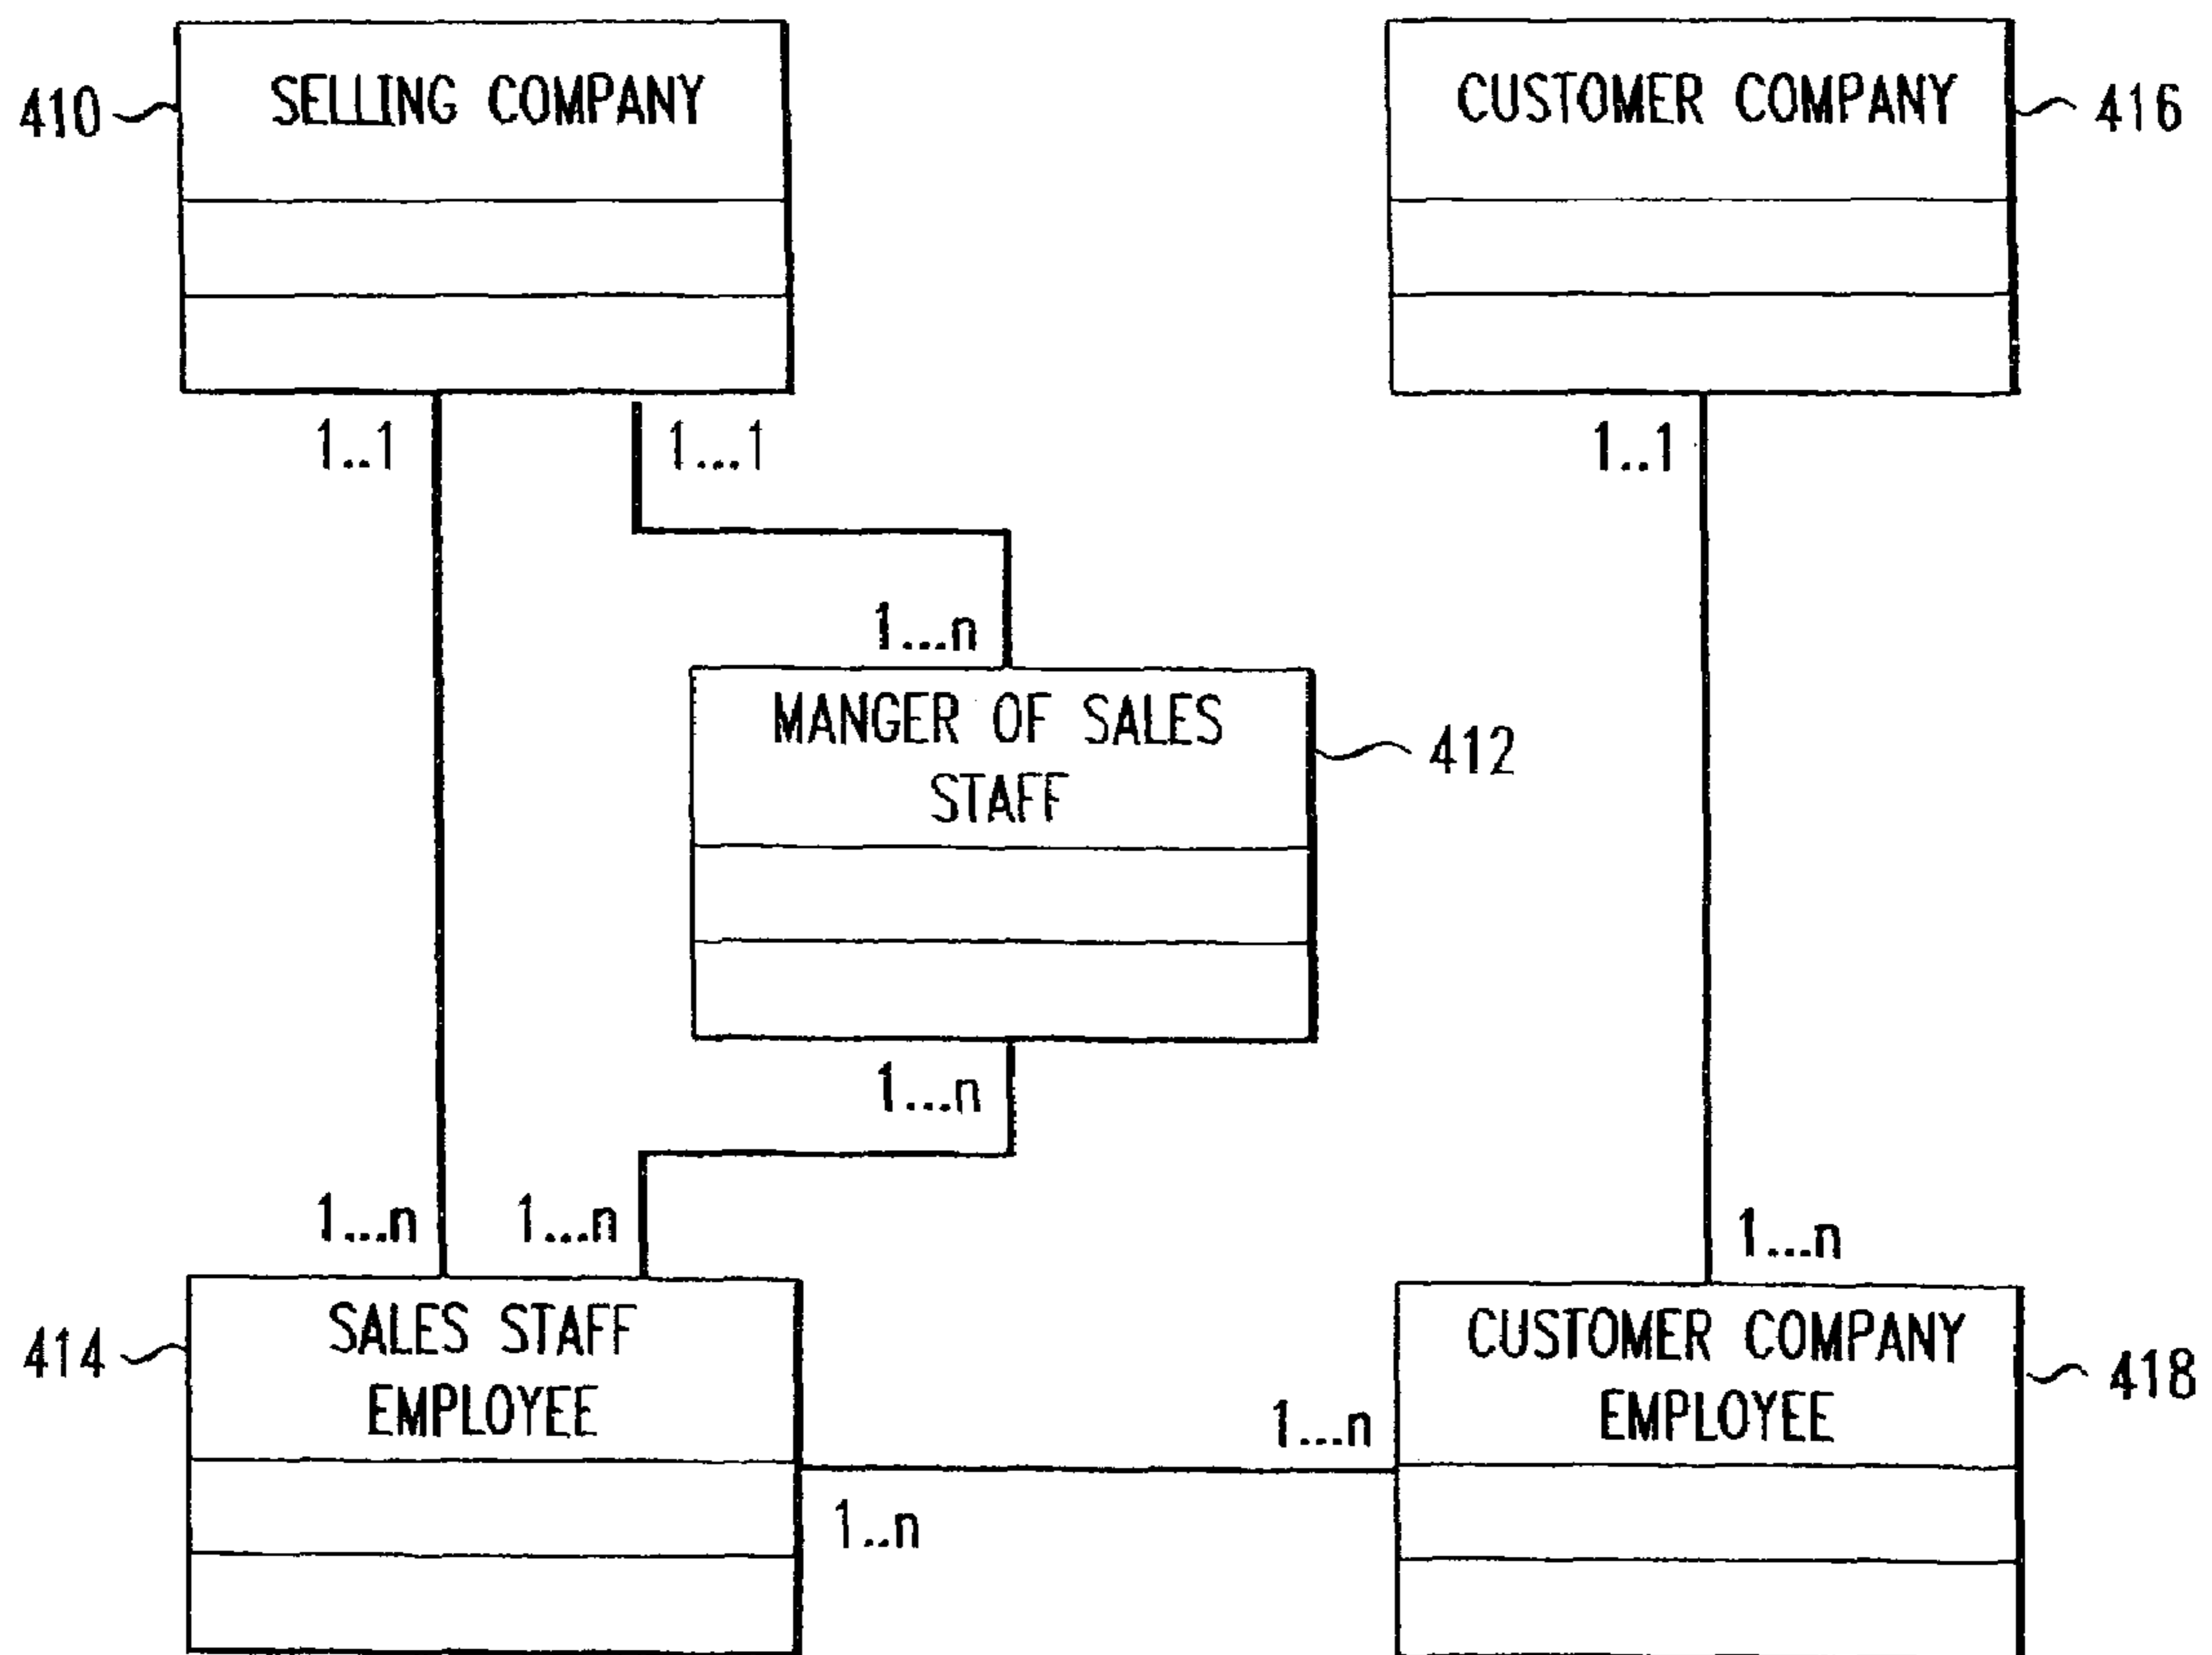 SELLING COMPANY
410
CUSTOMER COMPANY
416
1..1
1...1
1..1
1...n
MANGER OF SALES
STAFF
412
1...n
1...n
1...n
1...n
SALES STAFF
EMPLOYEE
414
CUSTOMER COMPANY
EMPLOYEE
418
1...n
1..n